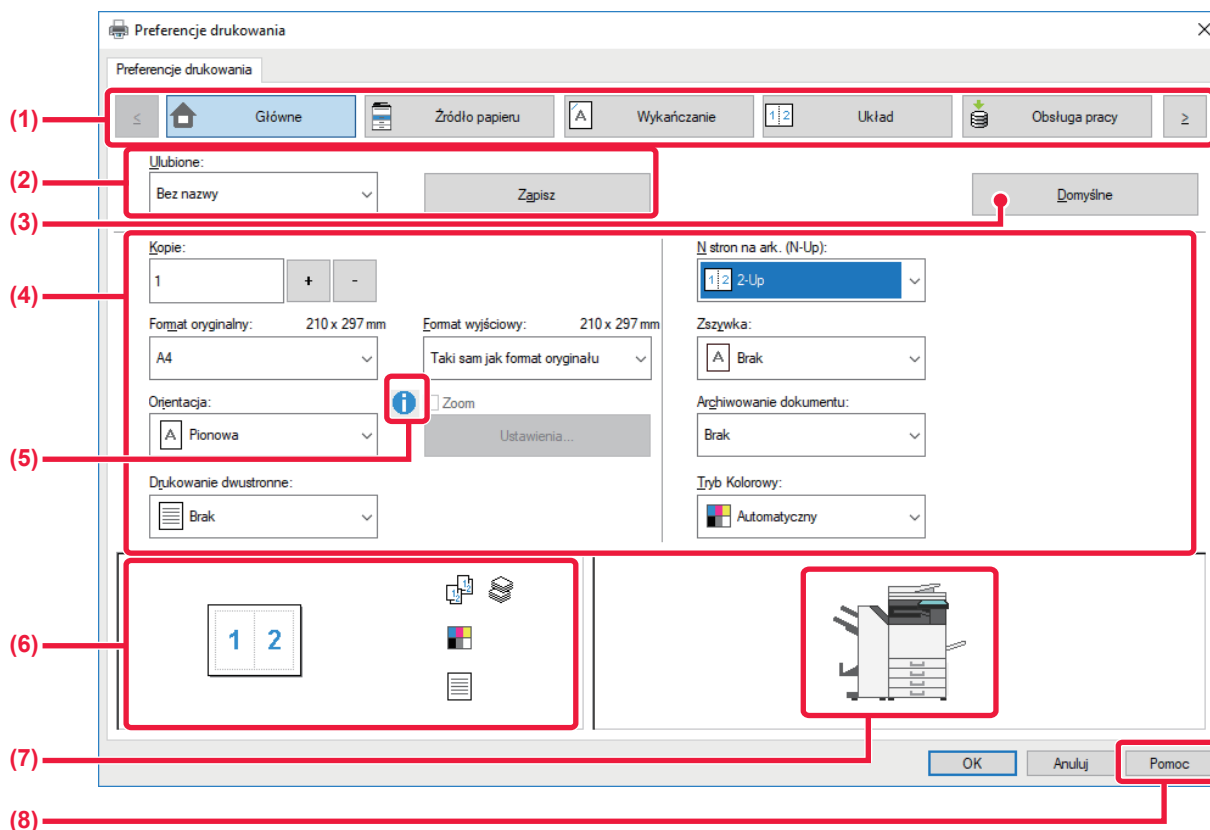 Preferencje drukowania
Preferencje drukowania
(1)
< Główne Źródło papieru Wykańczanie Układ Obsługa pracy >
(2)
Ulubione:
Bez nazwy Zapisz Domyślne
(3)
(4)
Kopie: N stron na ark. (N-Up):
1 + - 1 2 2-Up
Format oryginalny: 210 x 297 mm Format wyjściowy: 210 x 297 mm Zszywka:
A4 Taki sam jak format oryginału A Brak
Orientacja: Zoom Archiwowanie dokumentu:
A Pionowa Ustawienia... Brak
(5)
Drukowanie dwustronne: Tryb Kolorowy:
Brak Automatyczny
(6)
1 2
(7)
OK Anuluj Pomoc
(8)